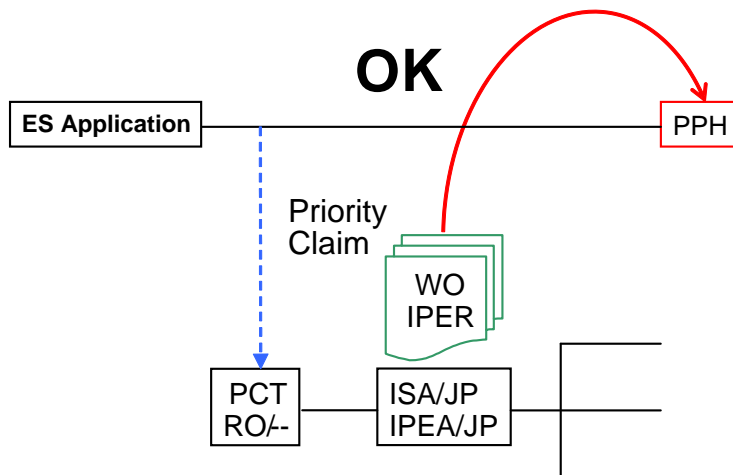 OK
ES Application
PPH
Priority
Claim
WO
IPER
PCT
RO/--
ISA/JP
IPEA/JP